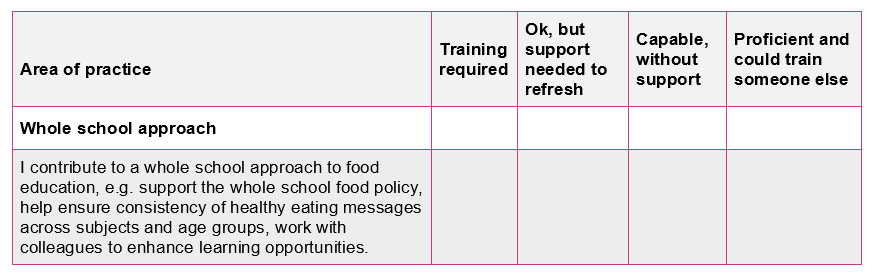 Area of practice
Training
required
Ok, but
support
needed to
refresh
Capable,
without
support
Proficient and
could train
someone else
Whole school approach
I contribute to a whole school approach to food
education, e.g. support the whole school food policy,
help ensure consistency of healthy eating messages
across subjects and age groups, work with
colleagues to enhance learning opportunities.